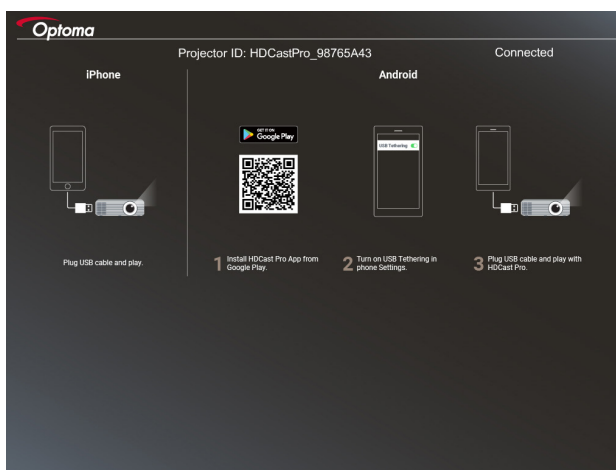 Optoma
Projector ID: HDCastPro_98765A43
Connected
iPhone
Plug USB cable and play.
Android
GET IT ON
Google Play
1 Install HDCast Pro App from
Google Play.
USB Tethering
2 Turn on USB Tethering in
phone Settings.
3 Plug USB cable and play with
HDCast Pro.